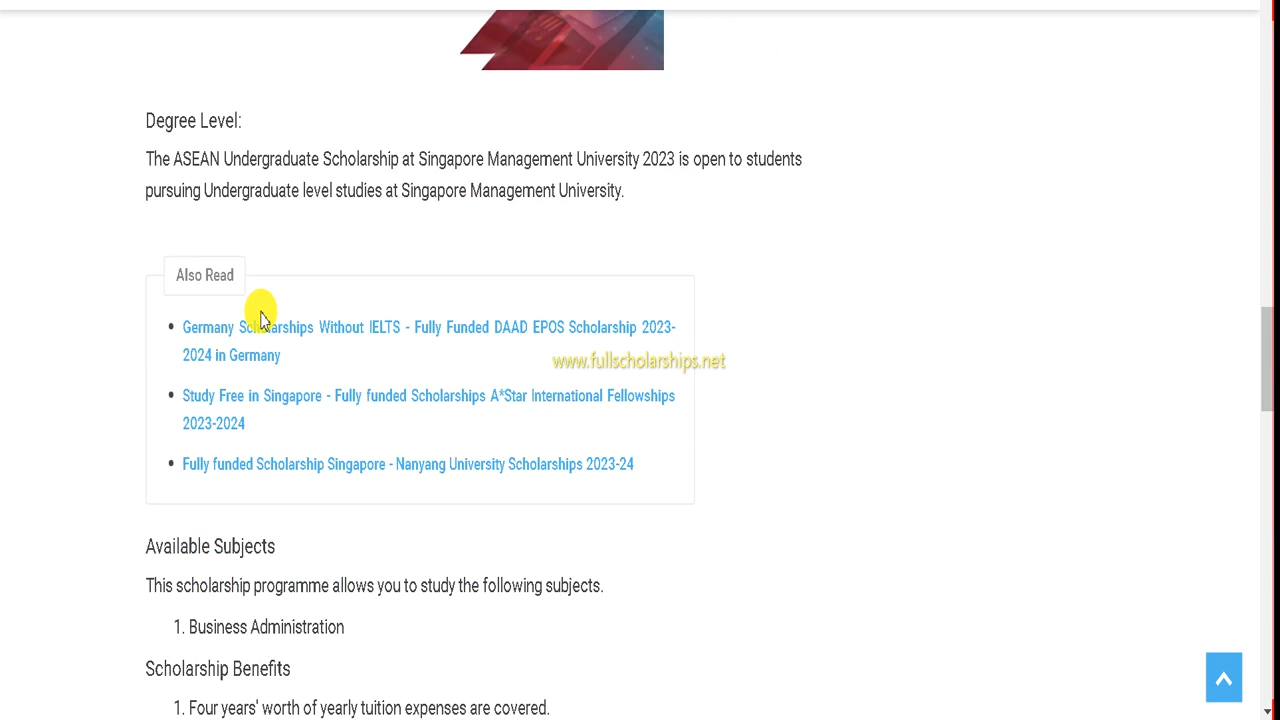 Degree Level:
The ASEAN Undergraduate Scholarship at Singapore Management University 2023 is open to students
pursuing Undergraduate level studies at Singapore Management University.
Also Read
• Germany Scholarships Without IELTS - Fully Funded DAAD EPOS Scholarship 2023-
2024 in Germany
www.fullscholarships.net
• Study Free in Singapore - Fully funded Scholarships A*Star International Fellowships
2023-2024
• Fully funded Scholarship Singapore - Nanyang University Scholarships 2023-24
Available Subjects
This scholarship programme allows you to study the following subjects.
1. Business Administration
Scholarship Benefits
1. Four years' worth of yearly tuition expenses are covered.